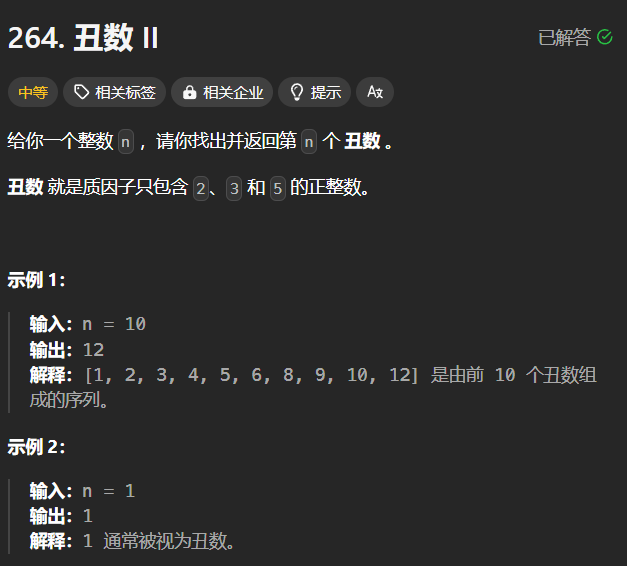 264. 丑数 II
已解答
中等 相关标签 相关企业 提示 Aあ
给你一个整数 n ，请你找出并返回第 n 个 丑数 。
丑数 就是质因子只包含 2、3 和 5 的正整数。
示例 1：
输入：n = 10
输出：12
解释：[1, 2, 3, 4, 5, 6, 8, 9, 10, 12] 是由前 10 个丑数组
成的序列。
示例 2：
输入：n = 1
输出：1
解释：1 通常被视为丑数。